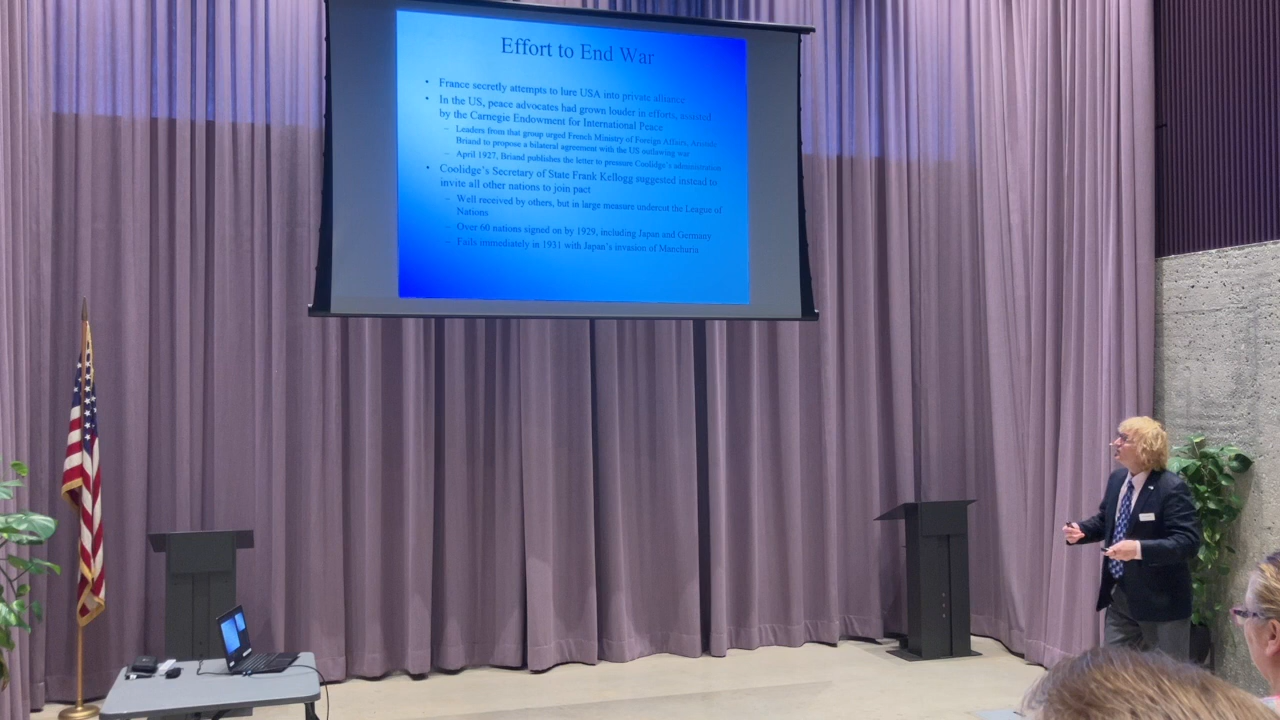 Effort to End War
• France secretly attempts to lure USA into private alliance
• In the US, peace advocates had grown louder in efforts, assisted
by the Carnegie Endowment for International Peace
– Leaders from that group urged French Ministry of Foreign Affairs, Aristide
Briand to propose a bilateral agreement with the US outlawing war
– April 1927, Briand publishes the letter to pressure Coolidge's administration
• Coolidge's Secretary of State Frank Kellogg suggested instead to
invite all other nations to join pact
– Well received by others, but in large measure undercut the League of
Nations
– Over 60 nations signed on by 1929, including Japan and Germany
– Fails immediately in 1931 with Japan's invasion of Manchuria